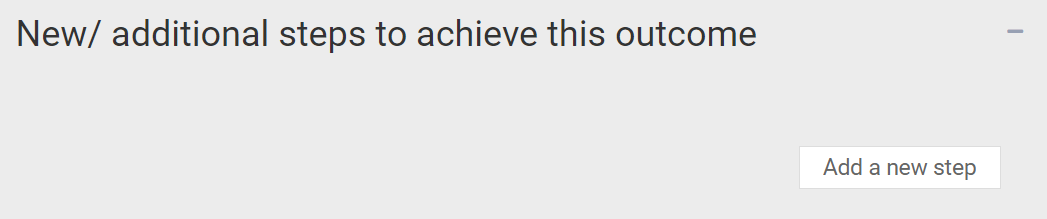 New/ additional steps to achieve this outcome
Add a new step